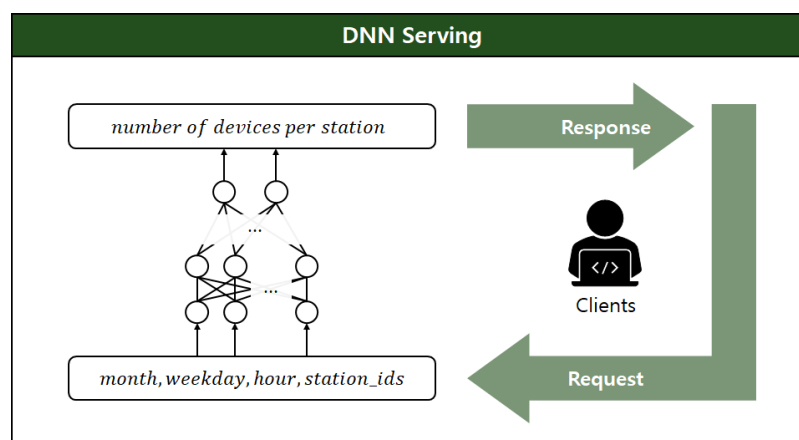 DNN Serving
number of devices per station
Response
...
</>
...
Clients
month, weekday, hour, station_ids
Request